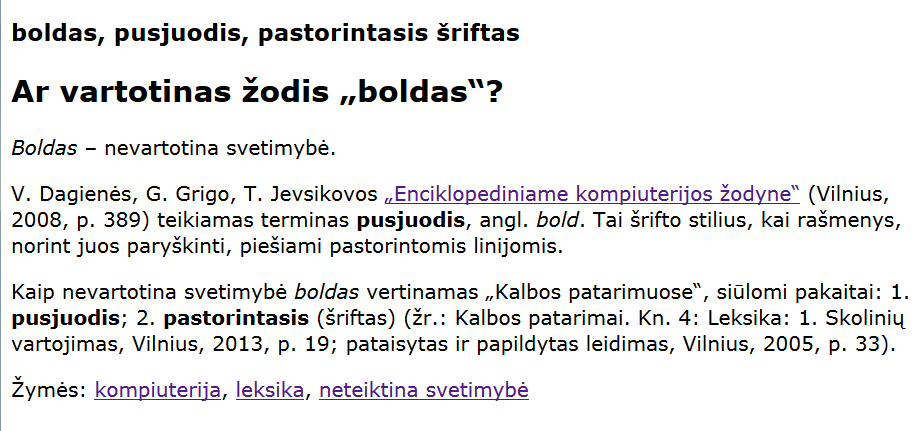 boldas, pusjuodis, pastorintasis šriftas
Ar vartotinas žodis „boldas“?
Boldas – nevartotina svetimybė.
V. Dagienės, G. Grigo, T. Jevsikovos „Enciklopediniame kompiuterijos žodyne“ (Vilnius,
2008, p. 389) teikiamas terminas pusjuodis, angl. bold. Tai šrifto stilius, kai rašmenys,
norint juos paryškinti, piešiami pastorintomis linijomis.
Kaip nevartotina svetimybė boldas vertinamas „Kalbos patarimuose“, siūlomi pakaitai: 1.
pusjuodis; 2. pastorintasis (šriftas) (žr.: Kalbos patarimai. Kn. 4: Leksika: 1. Skolinių
vartojimas, Vilnius, 2013, p. 19; pataisytas ir papildytas leidimas, Vilnius, 2005, p. 33).
Žymės: kompiuterija, leksika, neteiktina svetimybė